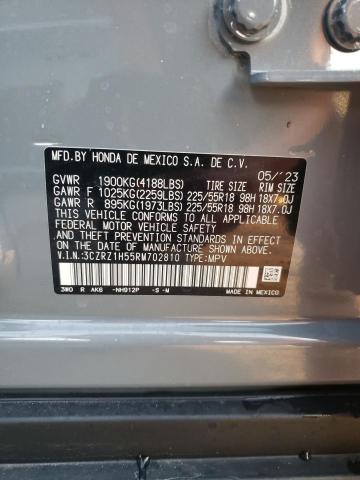 MFD.BY HONDA DE MEXICO S.A. DE C.V.
05/'23
GVWR 1900KG(4188LBS) TIRE SIZE RIM SIZE
GAWR F 1025KG(2259LBS) 225/55R18 98H 18X7.0J
GAWR R 895KG(1973LBS) 225/55R18 98H 18X7.0J
THIS VEHICLE CONFORMS TO ALL APPLICABLE
FEDERAL MOTOR VEHICLE SAFETY AND THEFT PREVENTION
STANDARDS IN EFFECT ON THE DATE OF
MANUFACTURE SHOWN ABOVE.
V.I.N.:3CZRZ1H55RM702810 TYPE:MPV
3W0 R AK6 -NH912P -S -M MADE IN MEXICO